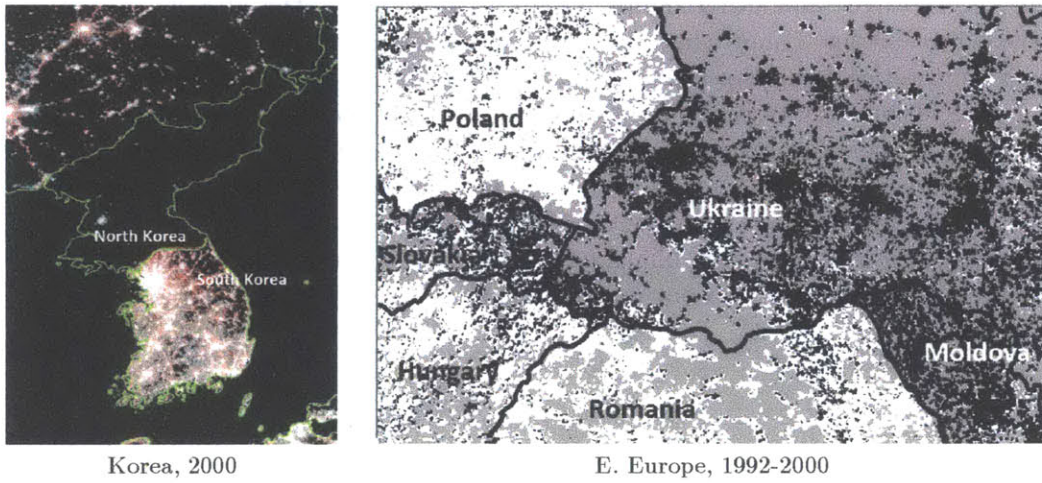 North Korea
South Korea
Korea, 2000
Poland
Ukraine
Slovakia
Moldova
Hungary
Romania
E. Europe, 1992-2000